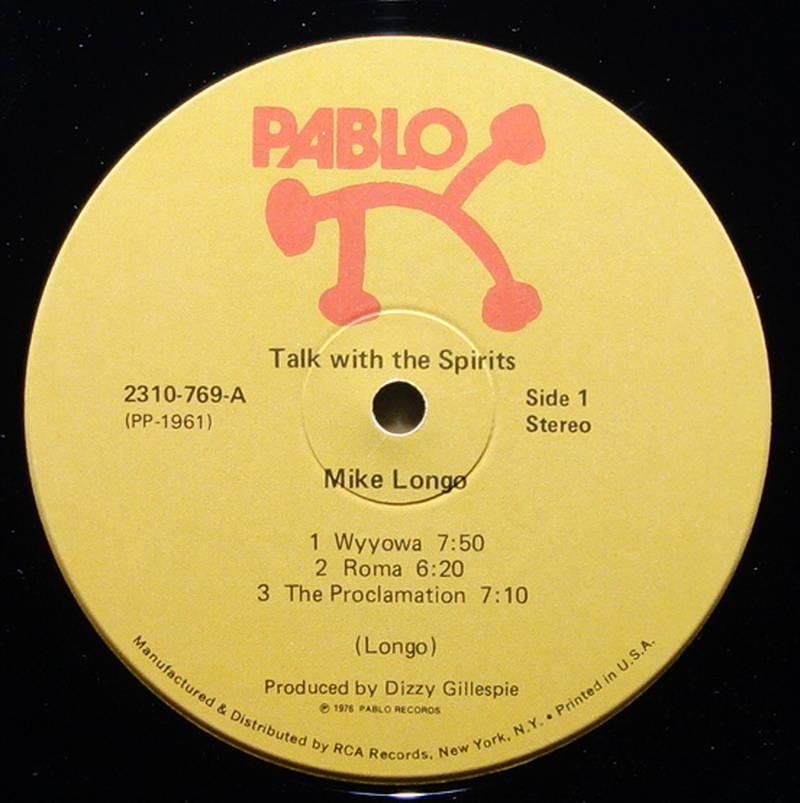 PABLO
Talk with the Spirits
2310-769-A
(PP-1961)
Side 1
Stereo
Mike Longo
1 Wyyowa 7:50
2 Roma 6:20
3 The Proclamation 7:10
(Longo)
Produced by Dizzy Gillespie
℗ 1976 PABLO RECORDS
Manufactured & Distributed by RCA Records, New York, N.Y. • Printed in U.S.A.